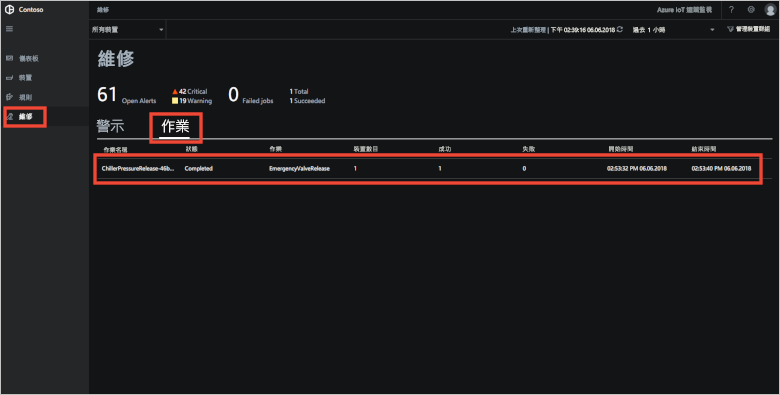 Contoso
維修
Azure IoT 遠端監視
?
所有裝置
上次重新整理 | 下午 02:39:16 06.06.2018
過去 1 小時
管理裝置群組
儀表板
裝置
規則
維修
維修
61 Open Alerts
42 Critical
19 Warning
0 Failed jobs
1 Total
1 Succeeded
警示
作業
作業名稱 狀態 作業 裝置數目 成功 失敗 開始時間 結束時間
ChillerPressureRelease-46b... Completed EmergencyValveRelease 1 1 0 02:53:32 PM 06.06.2018 02:53:40 PM 06.06.2018